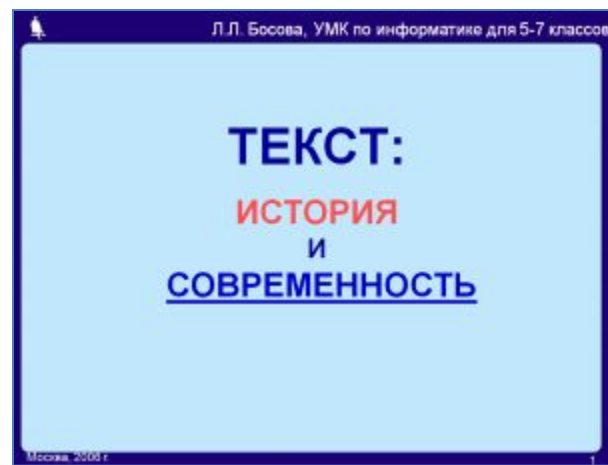 Л.Л. Босова, УМК по информатике для 5-7 классов
ТЕКСТ:
ИСТОРИЯ
И
СОВРЕМЕННОСТЬ
Москва, 2006 г.
1